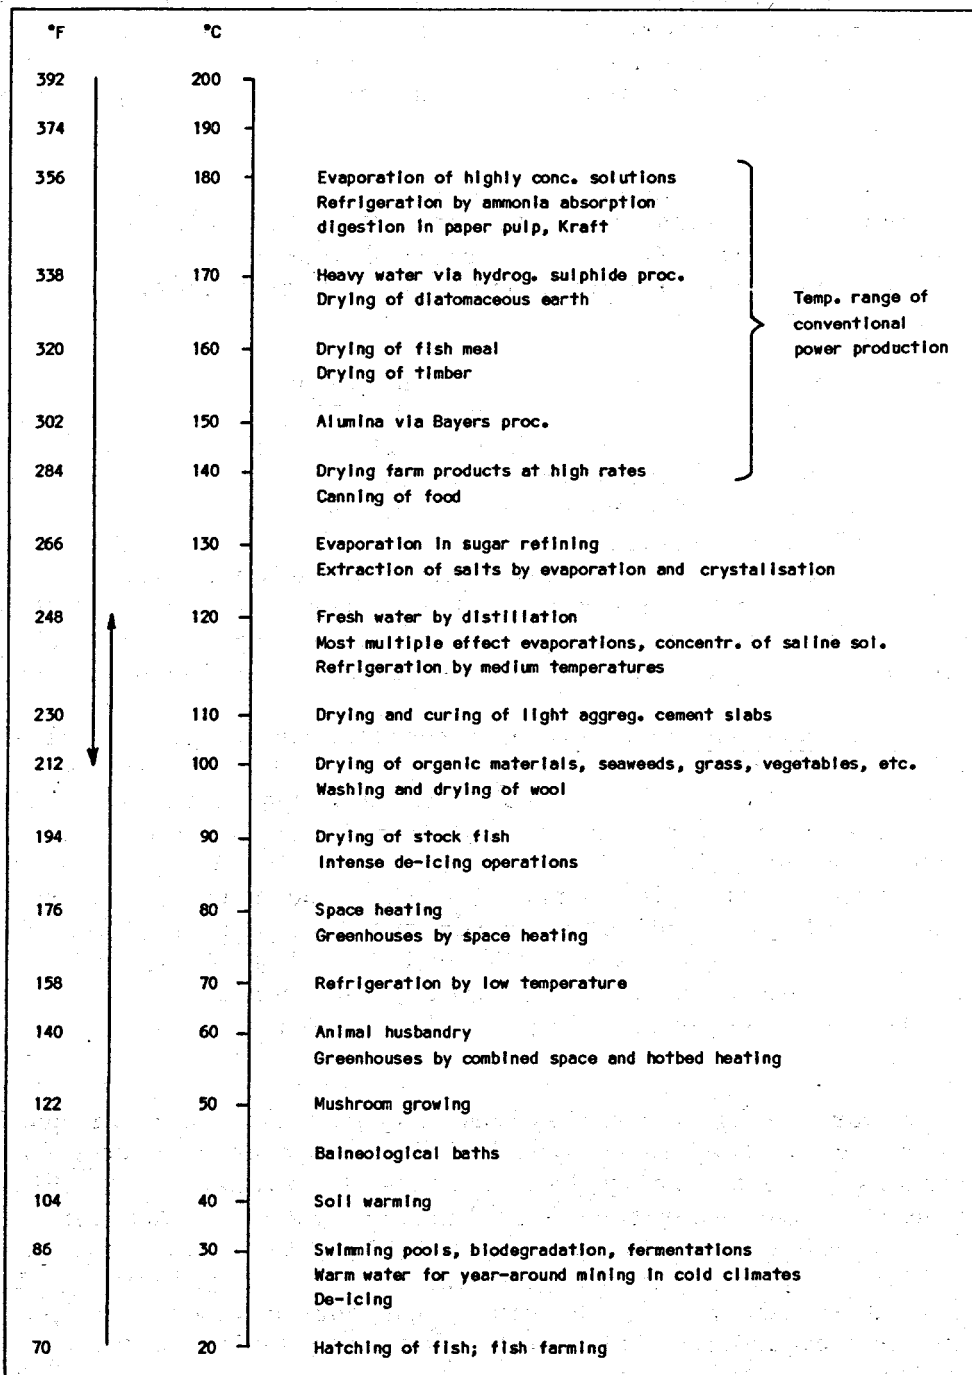 °F °C
392 200
374 190
356 180 Evaporation of highly conc. solutions
Refrigeration by ammonia absorption
digestion in paper pulp, Kraft
338 170 Heavy water via hydrog. sulphide proc.
Drying of diatomaceous earth
Temp. range of
conventional
power production
320 160 Drying of fish meal
Drying of timber
302 150 Alumina via Bayers proc.
284 140 Drying farm products at high rates
Canning of food
266 130 Evaporation in sugar refining
Extraction of salts by evaporation and crystalisation
248 120 Fresh water by distillation
Most multiple effect evaporations, concentr. of saline sol.
Refrigeration by medium temperatures
230 110 Drying and curing of light aggreg. cement slabs
212 100 Drying of organic materials, seaweeds, grass, vegetables, etc.
Washing and drying of wool
194 90 Drying of stock fish
Intense de-icing operations
176 80 Space heating
Greenhouses by space heating
158 70 Refrigeration by low temperature
140 60 Animal husbandry
Greenhouses by combined space and hotbed heating
122 50 Mushroom growing
Balneological baths
104 40 Soil warming
86 30 Swimming pools, biodegradation, fermentations
Warm water for year-around mining in cold climates
De-icing
70 20 Hatching of fish; fish farming